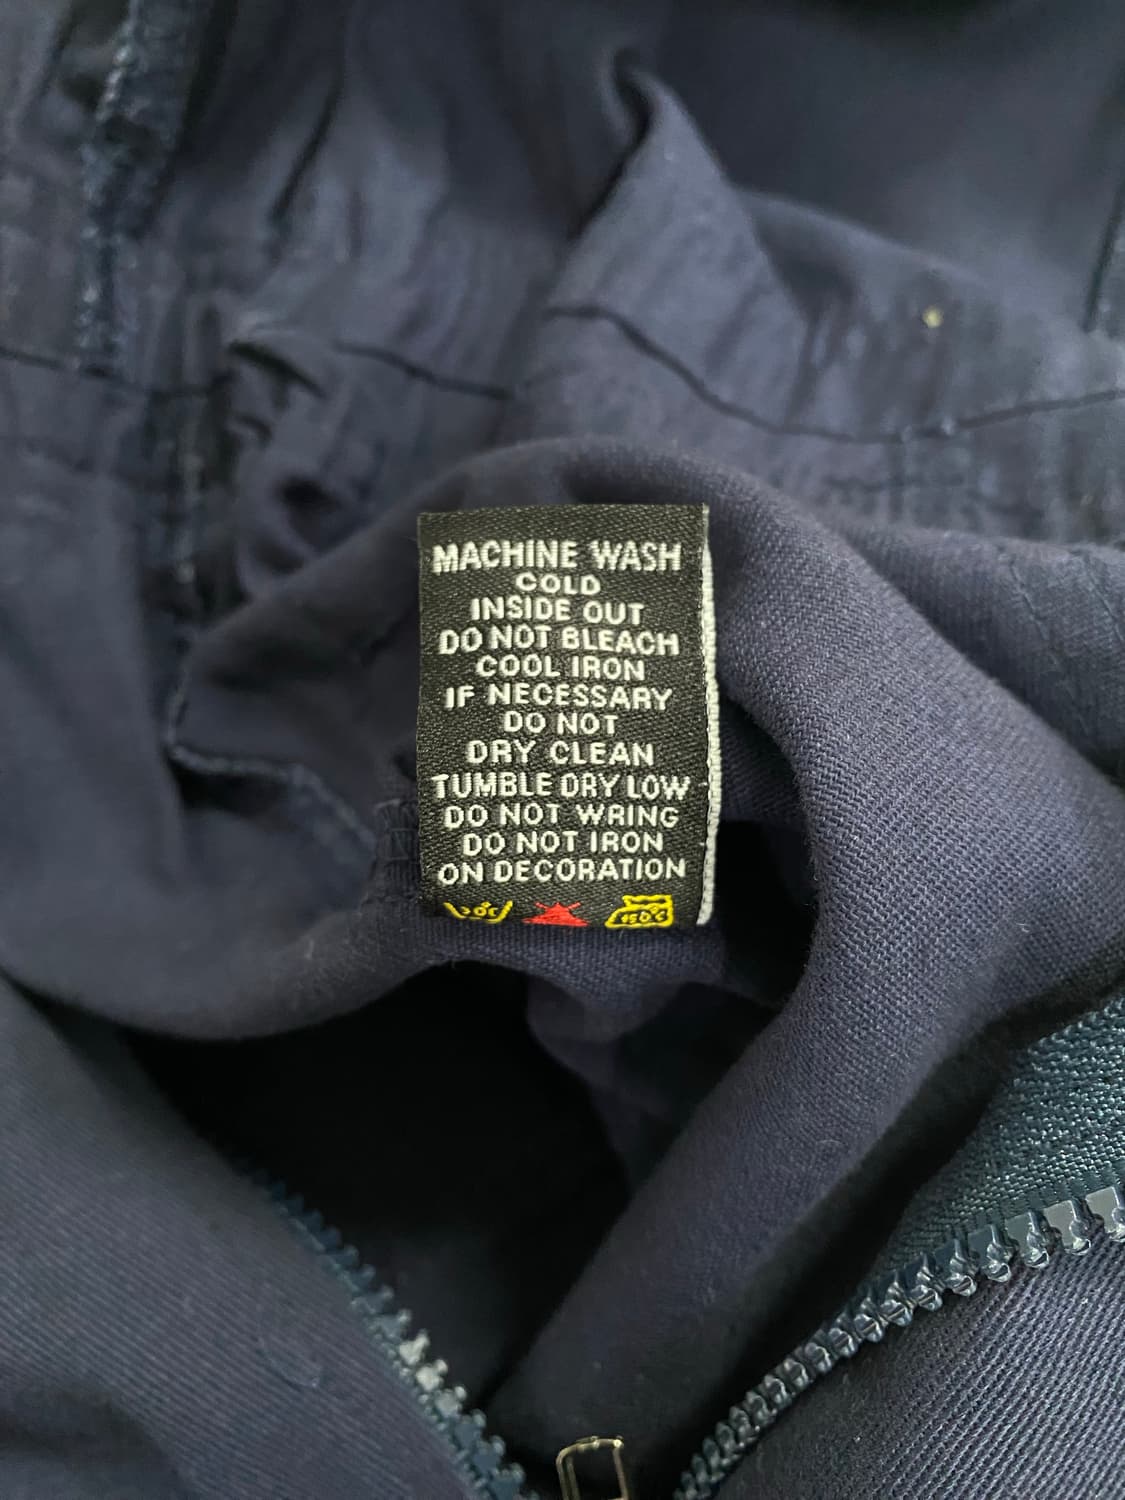 MACHINE WASH
COLD
INSIDE OUT
DO NOT BLEACH
COOL IRON
IF NECESSARY
DO NOT
DRY CLEAN
TUMBLE DRY LOW
DO NOT WRING
DO NOT IRON
ON DECORATION
150°C